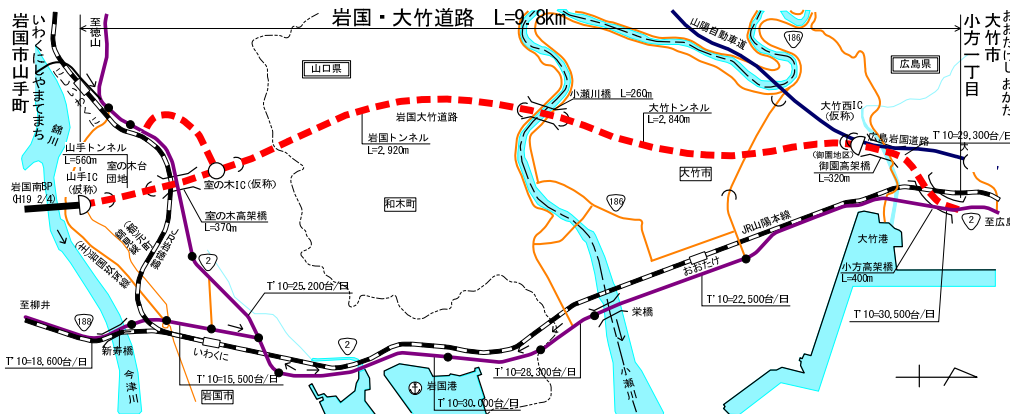 岩国・大竹道路 L=9.8km
いわくにしやまてまち
岩国市山手町
おおたけし おがた
大竹市
小方一丁目
至徳山
にしいわくに
錦川
山口県
山陽自動車道
186
広島県
小瀬川橋 L=260m
岩国大竹道路
岩国トンネル
L=2,920m
大竹トンネル
L=2,840m
大竹西IC
(仮称)
広島岩国道路
T'10=29,300台/日
(御園地区)
御園高架橋
L=320m
山手トンネル
L=560m
山手IC
(仮称)
室の木台
団地
岩国南BP
(H19 2/4)
室の木IC(仮称)
室の木高架橋
L=370m
和木町
大竹市
186
JR山陽本線
おおたけ
2
至広島
大竹港
小方高架橋
L=400m
2
T'10=25,200台/日
T'10=22,500台/日
T'10=30,500台/日
至柳井
188
新寿橋
いわくに
2
栄橋
T'10=18,600台/日
T'10=15,500台/日
T'10=28,300台/日
今津川
岩国市
岩国港
T'10=30,000台/日
小瀬川